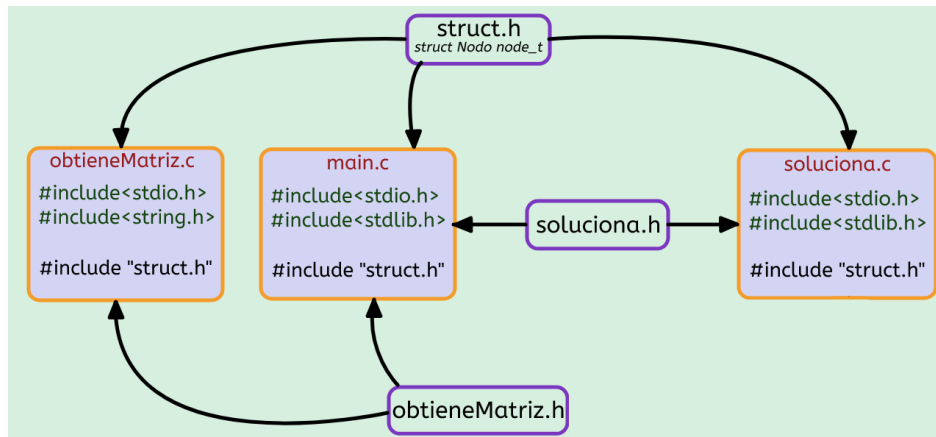 struct.h
struct Nodo node_t
obtieneMatriz.c
#include<stdio.h>
#include<string.h>
#include "struct.h"
main.c
#include<stdio.h>
#include<stdlib.h>
#include "struct.h"
soluciona.h
soluciona.c
#include<stdio.h>
#include<stdlib.h>
#include "struct.h"
obtieneMatriz.h